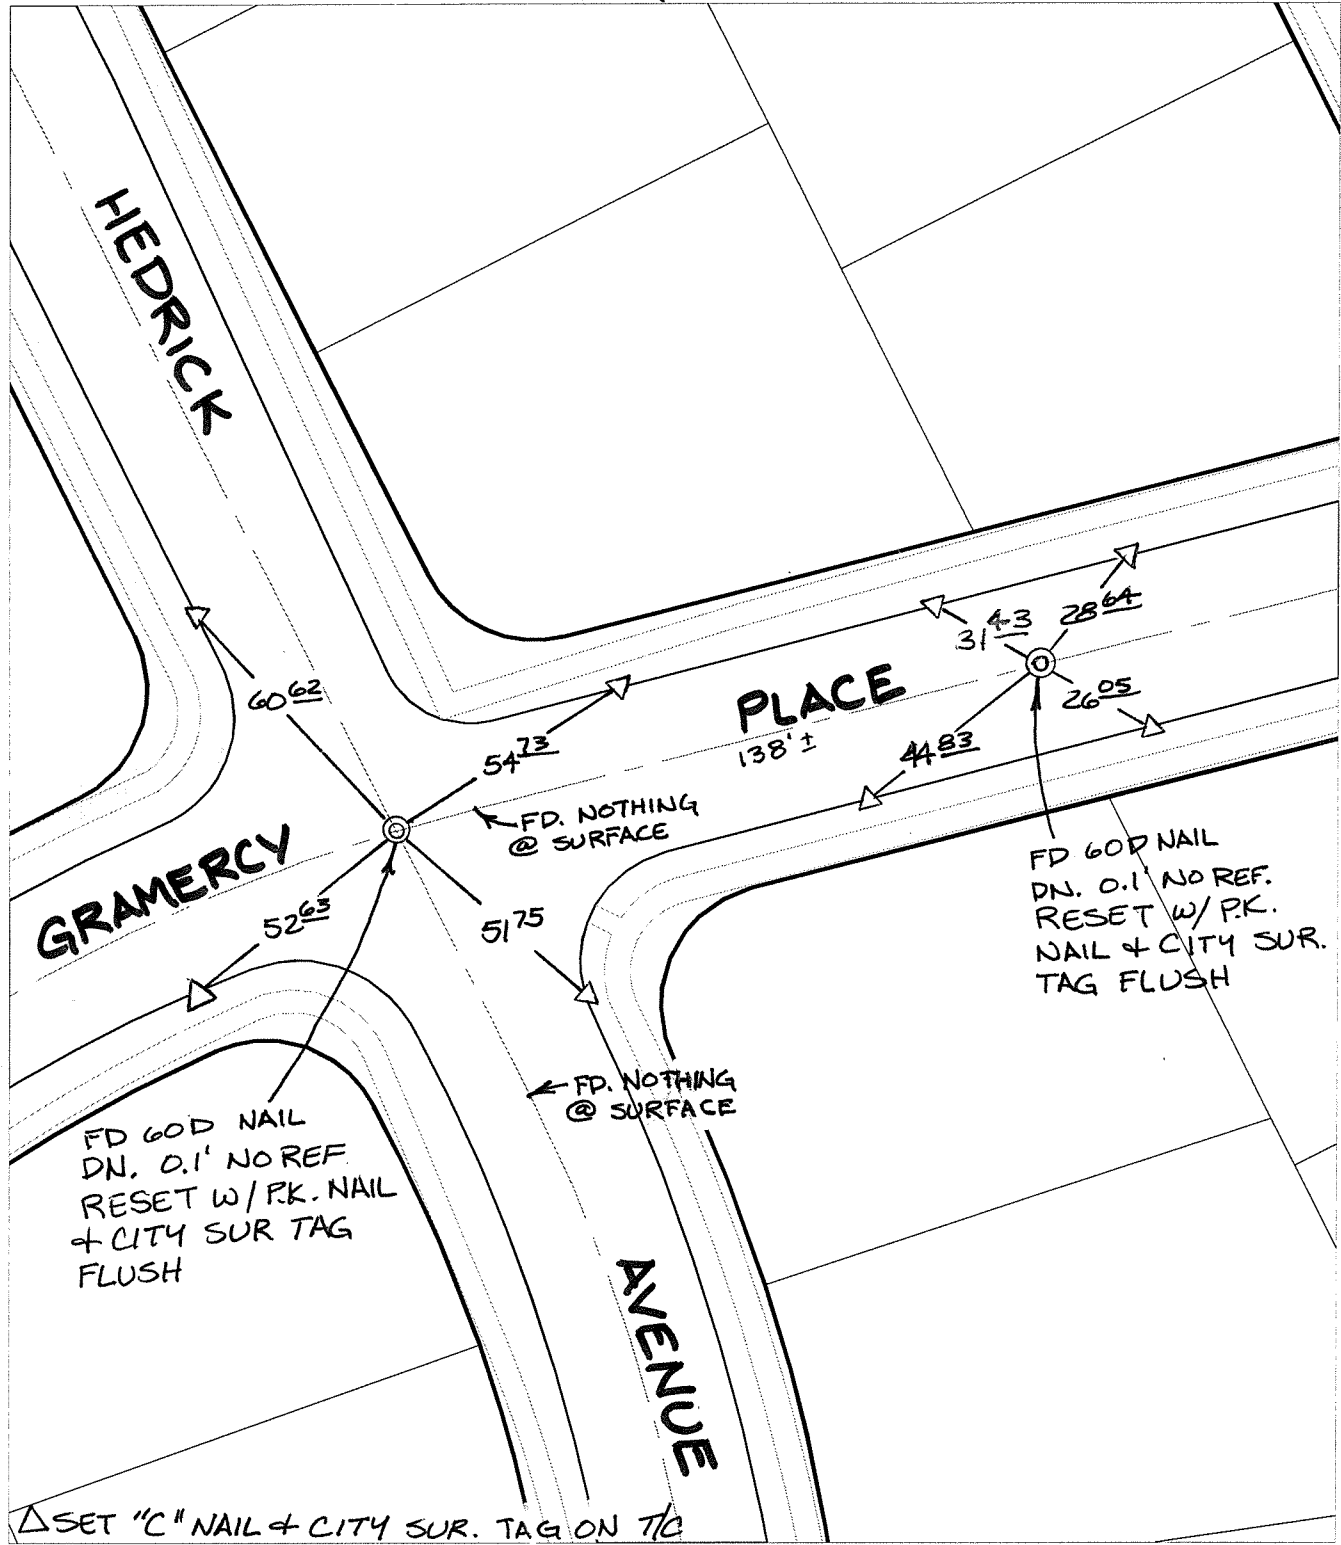 HEDRICK
60 62
54 73
PLACE
138' ±
31 43
28 64
26 05
44 83
FD. NOTHING
@ SURFACE
GRAMERCY
52 63
51 75
FD 60D NAIL
DN. 0.1' NO REF.
RESET W/ P.K.
NAIL & CITY SUR.
TAG FLUSH
FD. NOTHING
@ SURFACE
FD 60D NAIL
DN. 0.1' NO REF
RESET W/ P.K. NAIL
& CITY SUR TAG
FLUSH
AVENUE
△ SET "C" NAIL & CITY SUR. TAG ON T/C